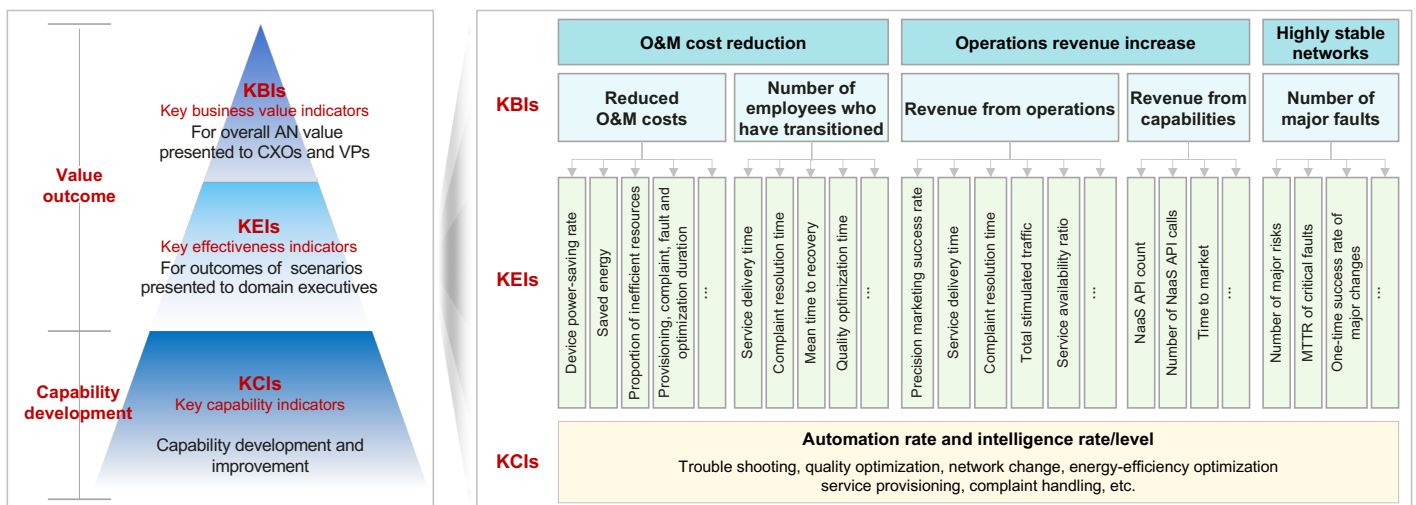 Value
outcome
Capability
development
KBIs
Key business value indicators
For overall AN value
presented to CXOs and VPs
KEIs
Key effectiveness indicators
For outcomes of scenarios
presented to domain executives
KCIs
Key capability indicators
Capability development and
improvement
O&M cost reduction
Operations revenue increase
Highly stable
networks
KBIs
Reduced
O&M costs
Number of
employees who
have transitioned
Revenue from operations
Revenue from
capabilities
Number of
major faults
KEIs
Device power-saving rate
Saved energy
Proportion of inefficient resources
Provisioning, complaint, fault and
optimization duration
...
Service delivery time
Complaint resolution time
Mean time to recovery
Quality optimization time
...
Precision marketing success rate
Service delivery time
Complaint resolution time
Total stimulated traffic
Service availability ratio
...
NaaS API count
Number of NaaS API calls
Time to market
...
Number of major risks
MTTR of critical faults
One-time success rate of
major changes
...
KCIs
Automation rate and intelligence rate/level
Trouble shooting, quality optimization, network change, energy-efficiency optimization
service provisioning, complaint handling, etc.